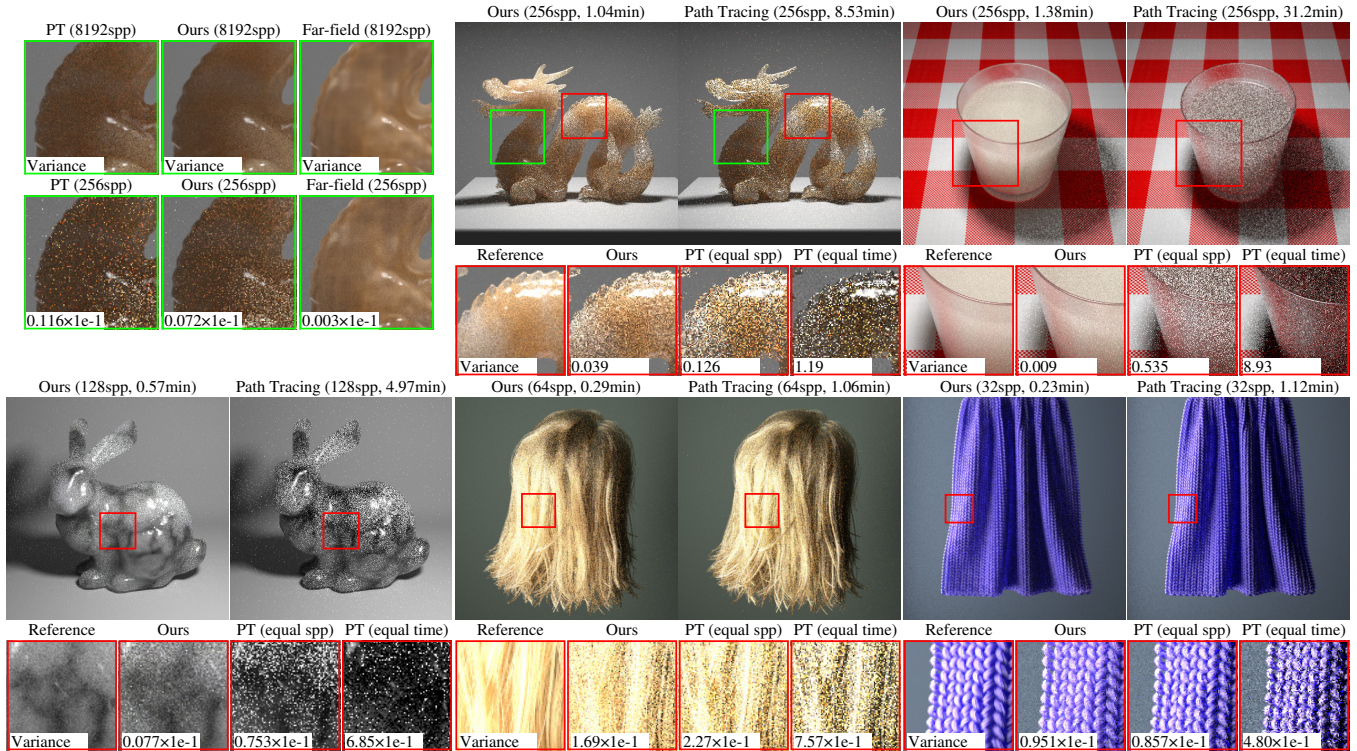 PT (8192spp)
Ours (8192spp)
Far-field (8192spp)
Variance
Variance
Variance
PT (256spp)
Ours (256spp)
Far-field (256spp)
0.116×1e-1
0.072×1e-1
0.003×1e-1
Ours (256spp, 1.04min)
Path Tracing (256spp, 8.53min)
Reference
Ours
PT (equal spp)
PT (equal time)
Variance
0.039
0.126
1.19
Ours (256spp, 1.38min)
Path Tracing (256spp, 31.2min)
Reference
Ours
PT (equal spp)
PT (equal time)
Variance
0.009
0.535
8.93
Ours (128spp, 0.57min)
Path Tracing (128spp, 4.97min)
Reference
Ours
PT (equal spp)
PT (equal time)
Variance
0.077×1e-1
0.753×1e-1
6.85×1e-1
Ours (64spp, 0.29min)
Path Tracing (64spp, 1.06min)
Reference
Ours
PT (equal spp)
PT (equal time)
Variance
1.69×1e-1
2.27×1e-1
7.57×1e-1
Ours (32spp, 0.23min)
Path Tracing (32spp, 1.12min)
Reference
Ours
PT (equal spp)
PT (equal time)
Variance
0.951×1e-1
0.857×1e-1
4.80×1e-1